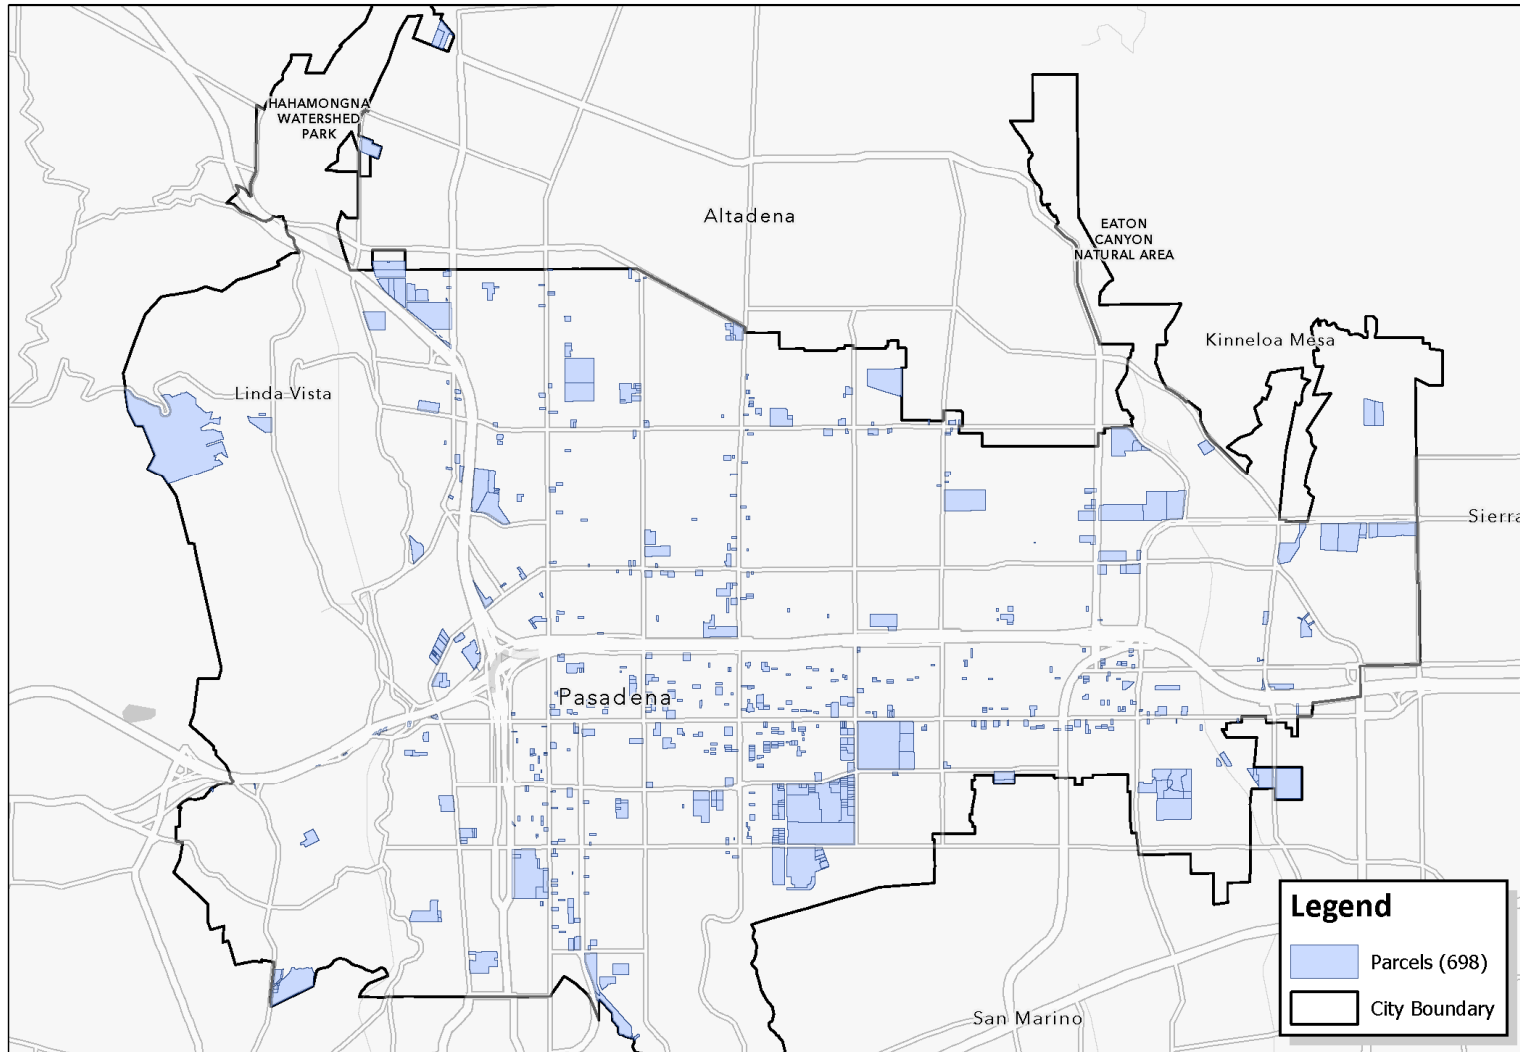 HAHAMONGNA
WATERSHED
PARK
Altadena
EATON
CANYON
NATURAL AREA
Kinneloa Mesa
Linda Vista
Sierra
Pasadena
San Marino
Legend
Parcels (698)
City Boundary